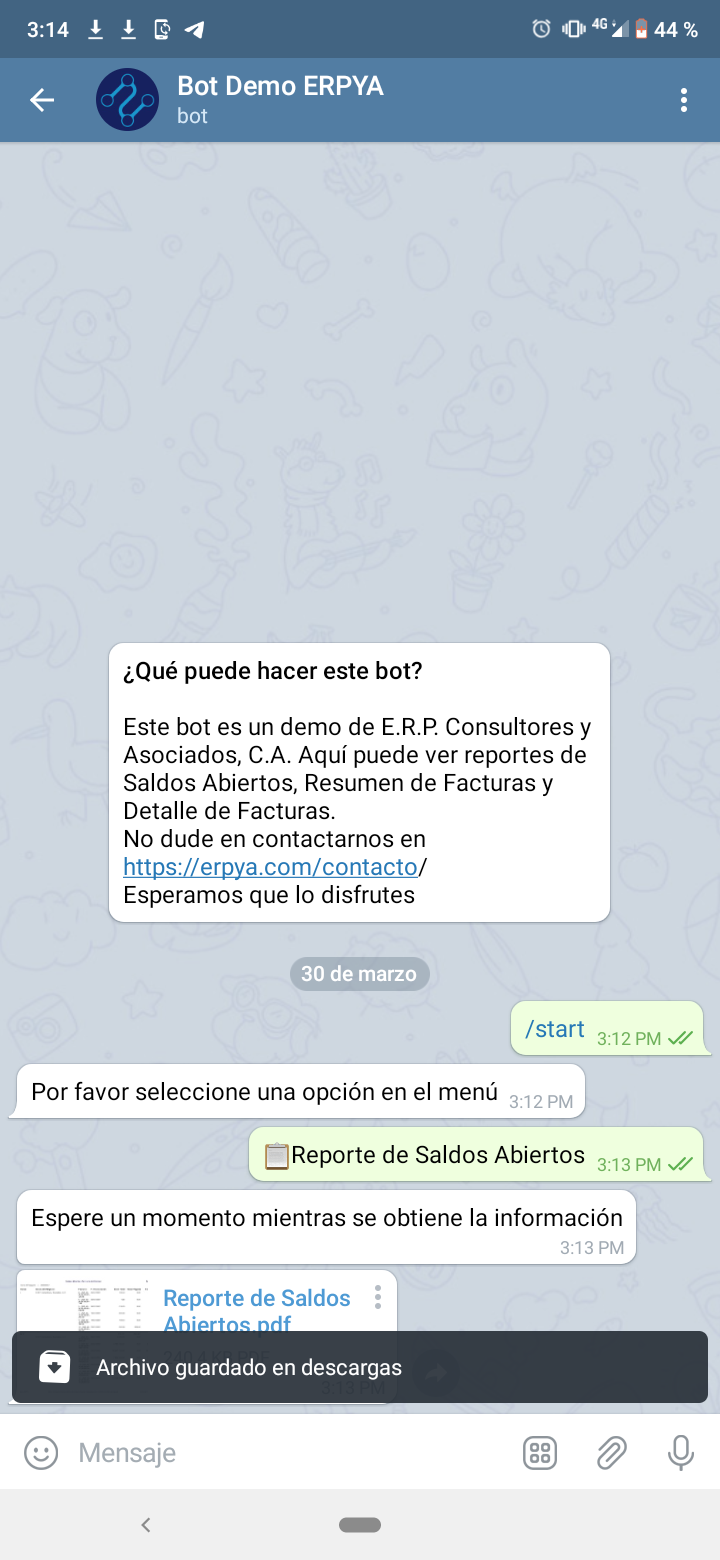 3:14
4G 44 %
Bot Demo ERPYA
bot
¿Qué puede hacer este bot?
Este bot es un demo de E.R.P. Consultores y
Asociados, C.A. Aquí puede ver reportes de
Saldos Abiertos, Resumen de Facturas y
Detalle de Facturas.
No dude en contactarnos en
https://erpya.com/contacto/
Esperamos que lo disfrutes
30 de marzo
/start 3:12 PM
Por favor seleccione una opción en el menú 3:12 PM
📋Reporte de Saldos Abiertos 3:13 PM
Espere un momento mientras se obtiene la información
3:13 PM
Reporte de Saldos
Abiertos.pdf
Archivo guardado en descargas
3:13 PM
Mensaje